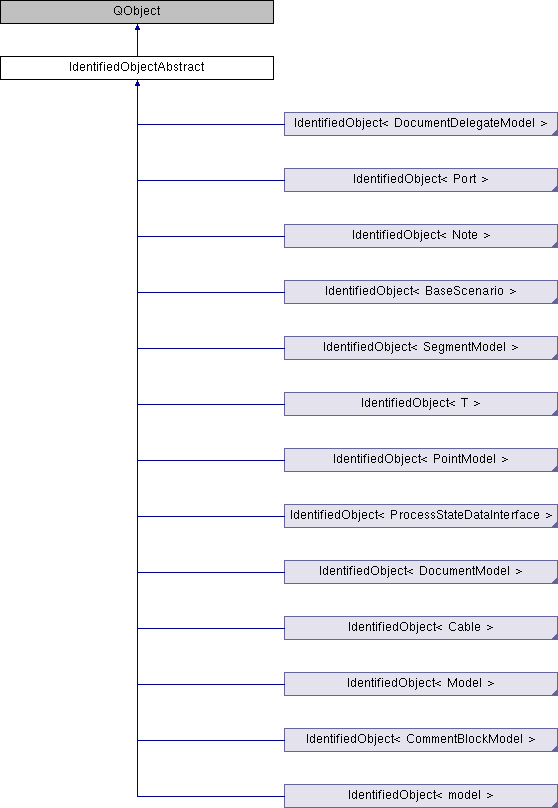 QObject
IdentifiedObjectAbstract
IdentifiedObject< DocumentDelegateModel >
IdentifiedObject< Port >
IdentifiedObject< Note >
IdentifiedObject< BaseScenario >
IdentifiedObject< SegmentModel >
IdentifiedObject< T >
IdentifiedObject< PointModel >
IdentifiedObject< ProcessStateDataInterface >
IdentifiedObject< DocumentModel >
IdentifiedObject< Cable >
IdentifiedObject< Model >
IdentifiedObject< CommentBlockModel >
IdentifiedObject< model >